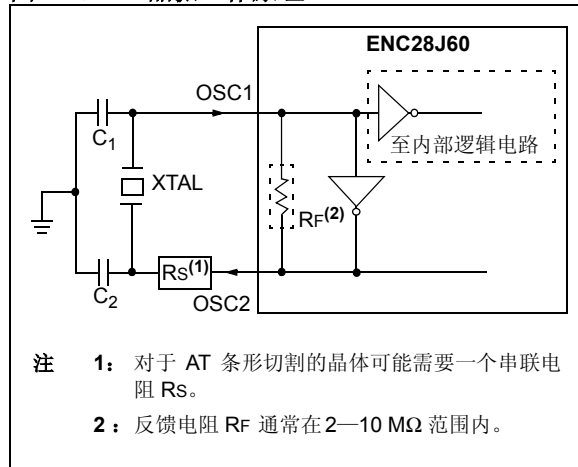 ENC28J60
OSC1
C1
至内部逻辑电路
XTAL
RF(2)
Rs(1)
C2
OSC2
注 1： 对于 AT 条形切割的晶体可能需要一个串联电
阻 Rs。
2： 反馈电阻 RF 通常在 2—10 MΩ 范围内。